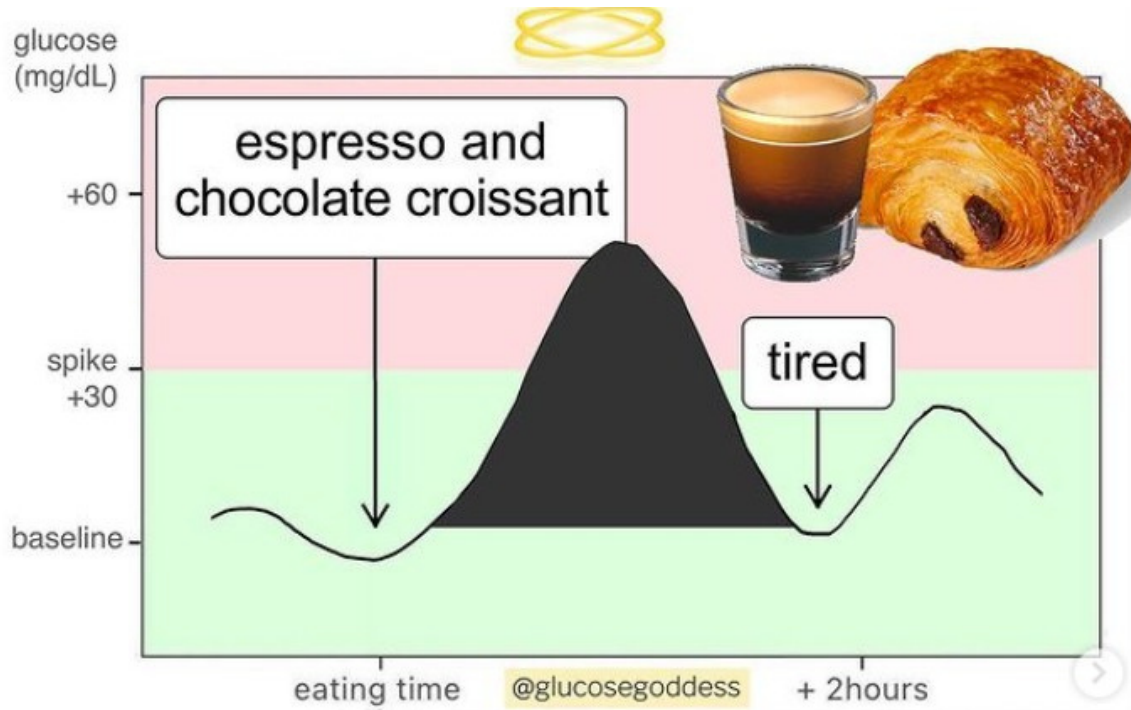 glucose
(mg/dL)
espresso and
chocolate croissant
+60
tired
spike
+30
baseline
eating time
@glucosegoddess
+ 2hours